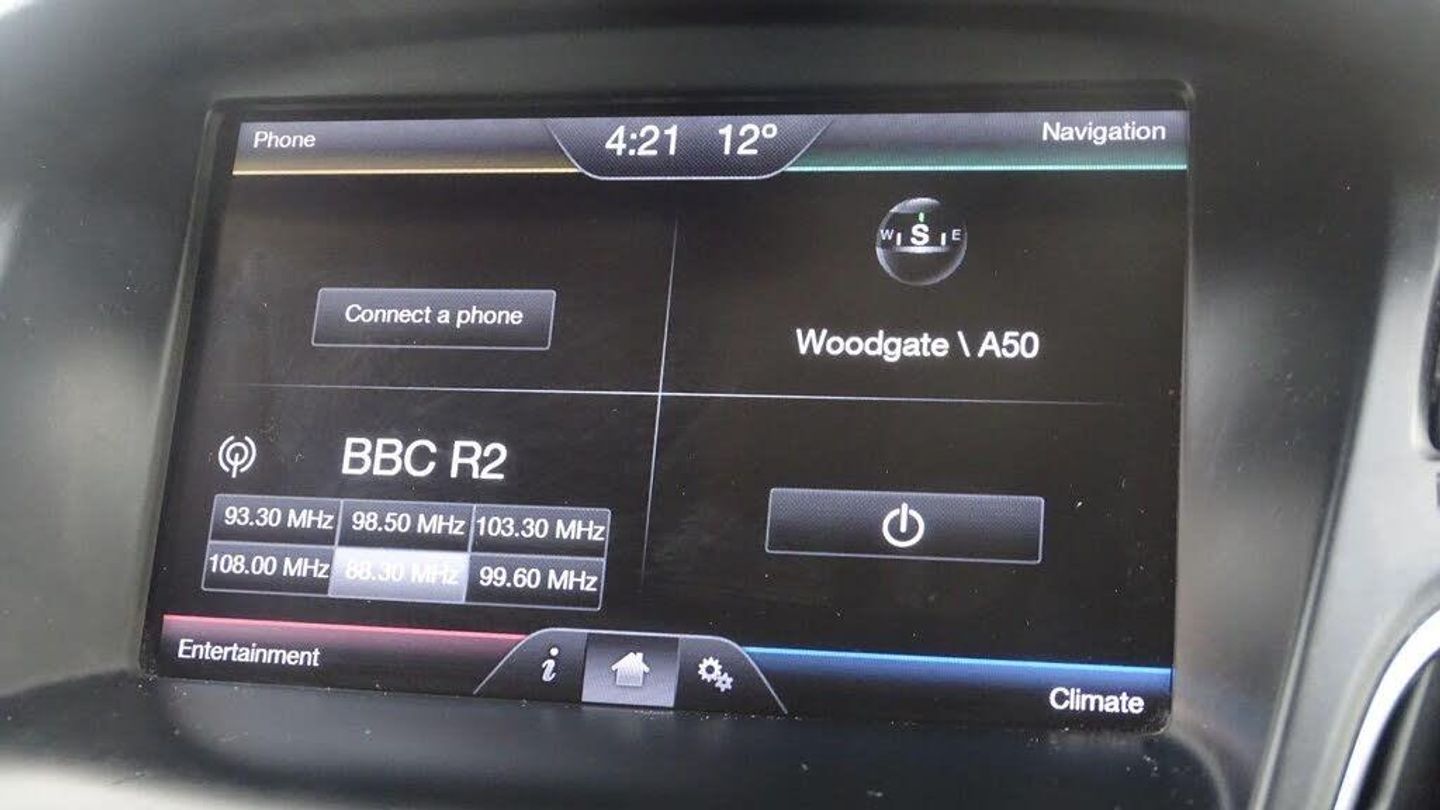 Phone
4:21 12°
Navigation
W S E
Connect a phone
Woodgate \ A50
BBC R2
93.30 MHz 98.50 MHz 103.30 MHz
108.00 MHz 88.30 MHz 99.60 MHz
Entertainment
i
Climate